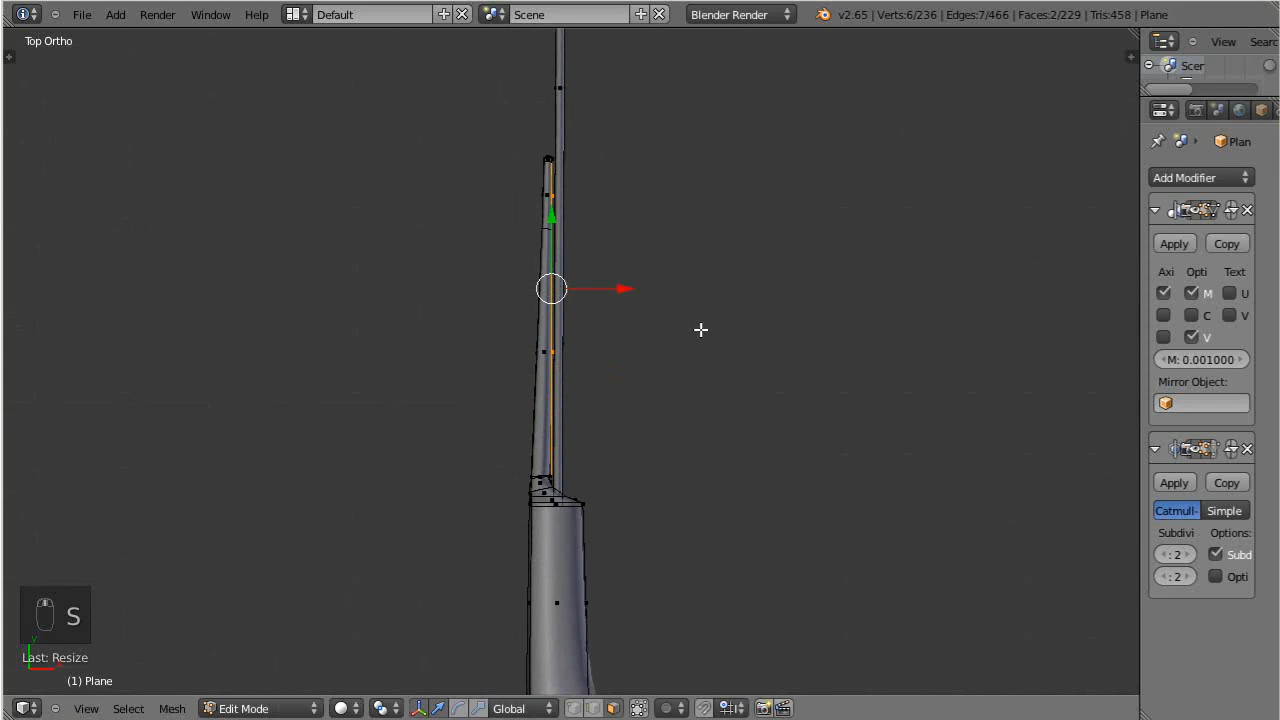 File Add Render Window Help Default Scene Blender Render v2.65 | Verts:6/236 | Edges:7/466 | Faces:2/229 | Tris:458 | Plane
Top Ortho
View Searc
Scer
Plan
Add Modifier
Apply Copy
Axi Opti Text
M U
C V
V
M: 0.001000
Mirror Object:
Apply Copy
Catmull- Simple
Subdivi Options:
: 2 Subd
: 2 Opti
S
y
Last: Resize
x
(1) Plane
View Select Mesh Edit Mode Global